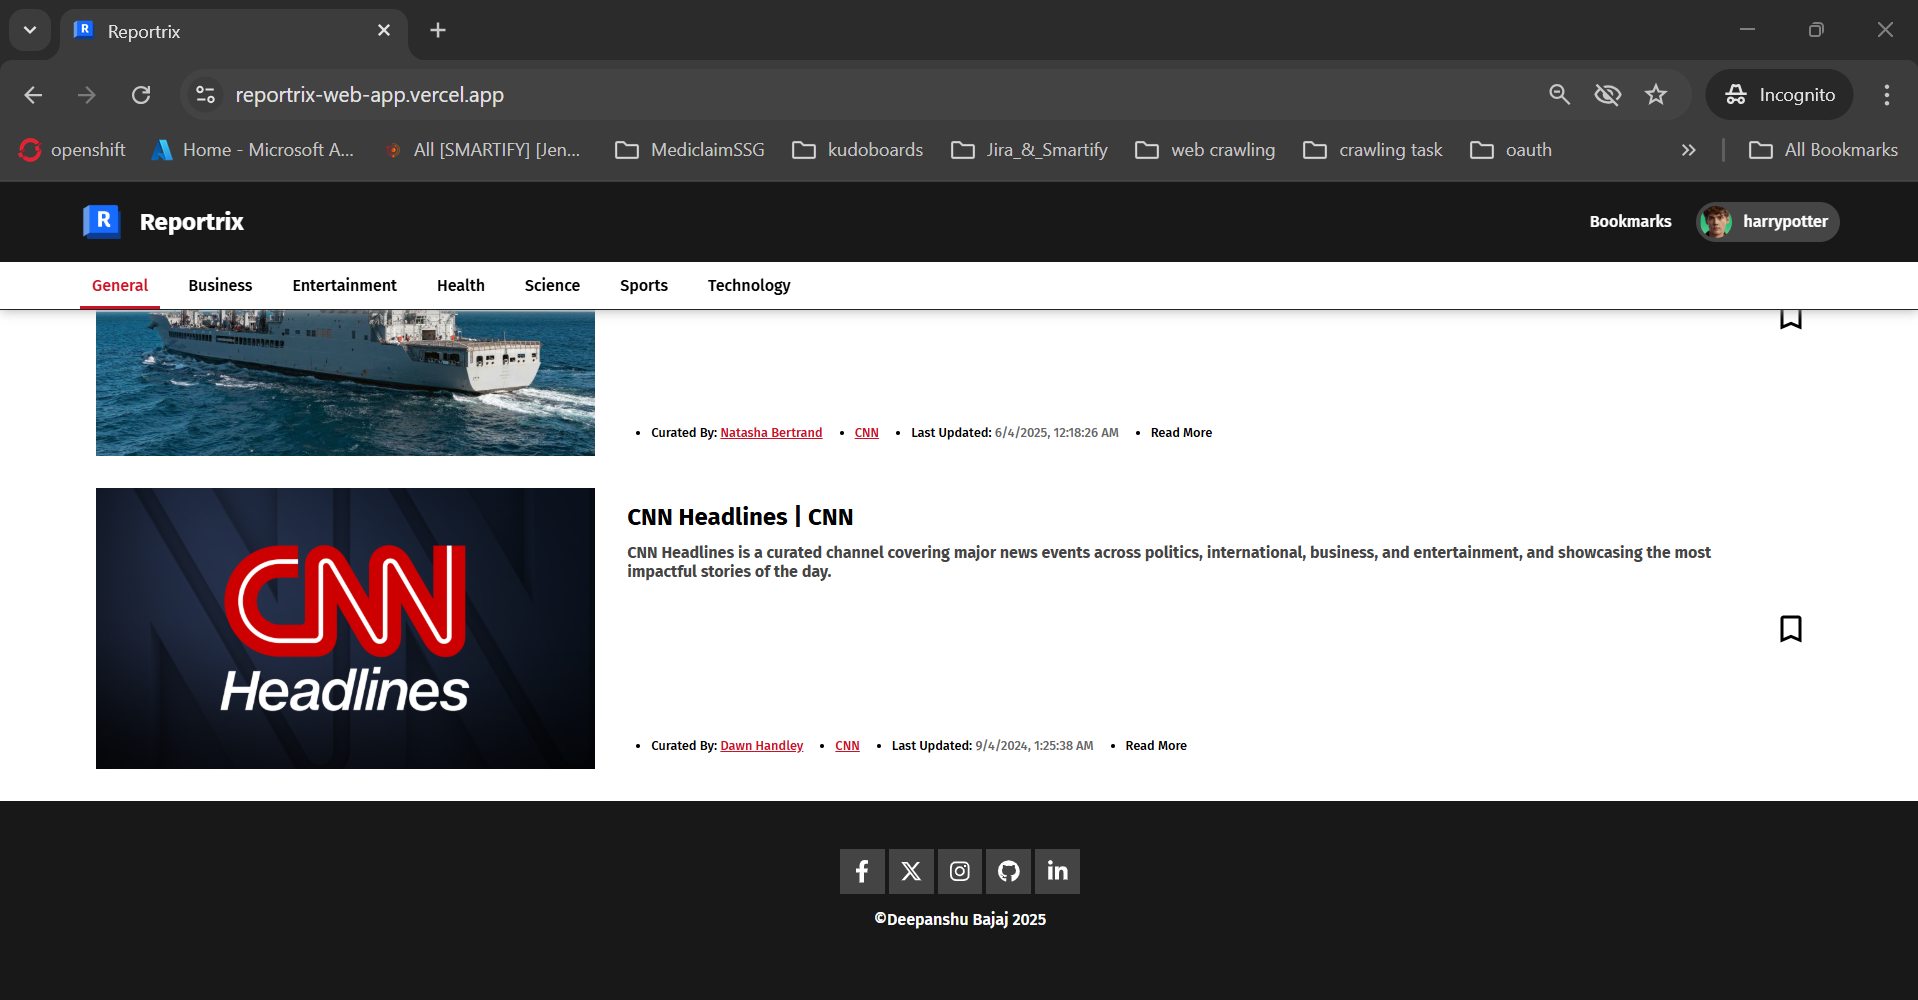 R Reportrix
reportrix-web-app.vercel.app Incognito
openshift Home - Microsoft A... All [SMARTIFY] [Jen... MediclaimSSG kudoboards Jira_&_Smartify web crawling crawling task oauth » All Bookmarks
R Reportrix Bookmarks harrypotter
General Business Entertainment Health Science Sports Technology
• Curated By: Natasha Bertrand • CNN • Last Updated: 6/4/2025, 12:18:26 AM • Read More
CNN
Headlines
CNN Headlines | CNN
CNN Headlines is a curated channel covering major news events across politics, international, business, and entertainment, and showcasing the most
impactful stories of the day.
• Curated By: Dawn Handley • CNN • Last Updated: 9/4/2024, 1:25:38 AM • Read More
©Deepanshu Bajaj 2025